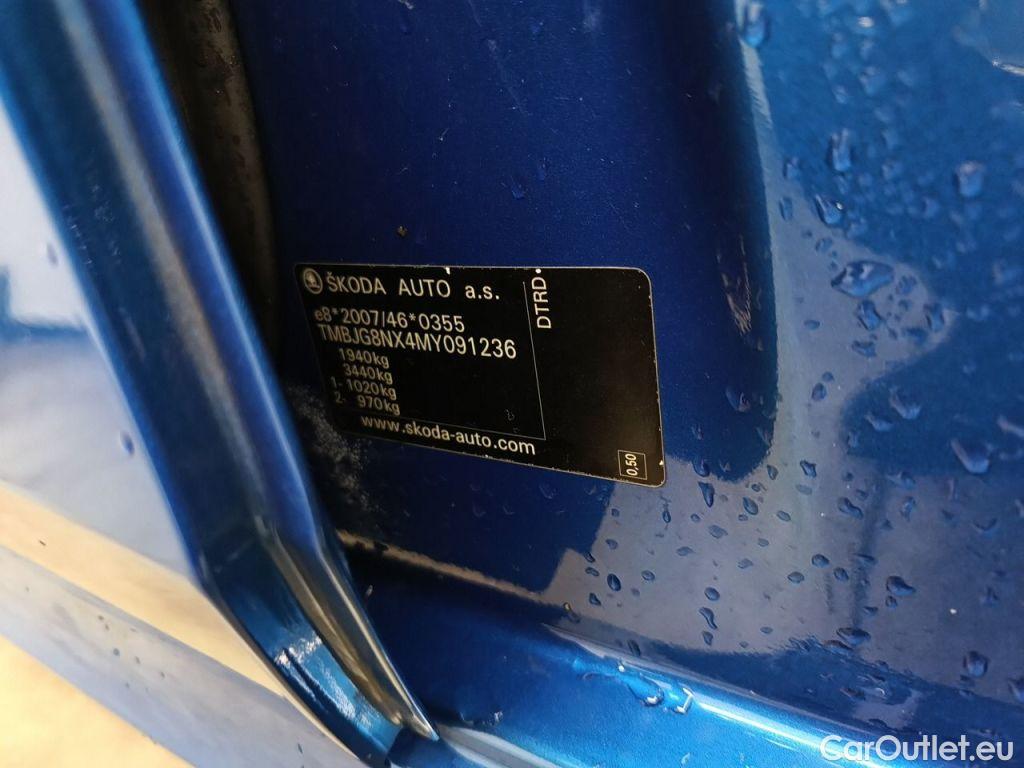 ŠKODA AUTO a.s.
e8*2007/46*0355
TMBJG8NX4MY091236
1940kg
3440kg
1- 1020kg
2- 970kg
www.skoda-auto.com
DTRD
0,50
CarOutlet.eu